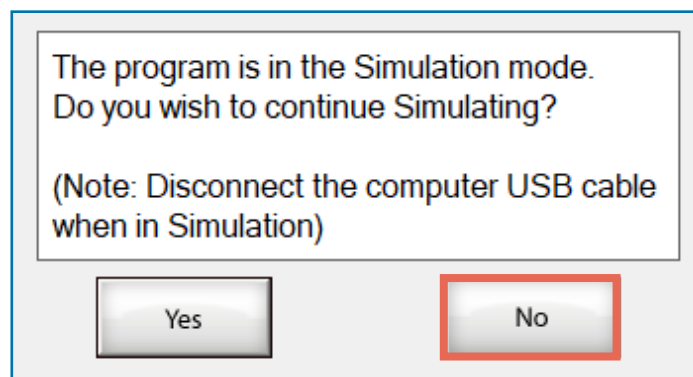 The program is in the Simulation mode.
Do you wish to continue Simulating?
(Note: Disconnect the computer USB cable
when in Simulation)
Yes
No